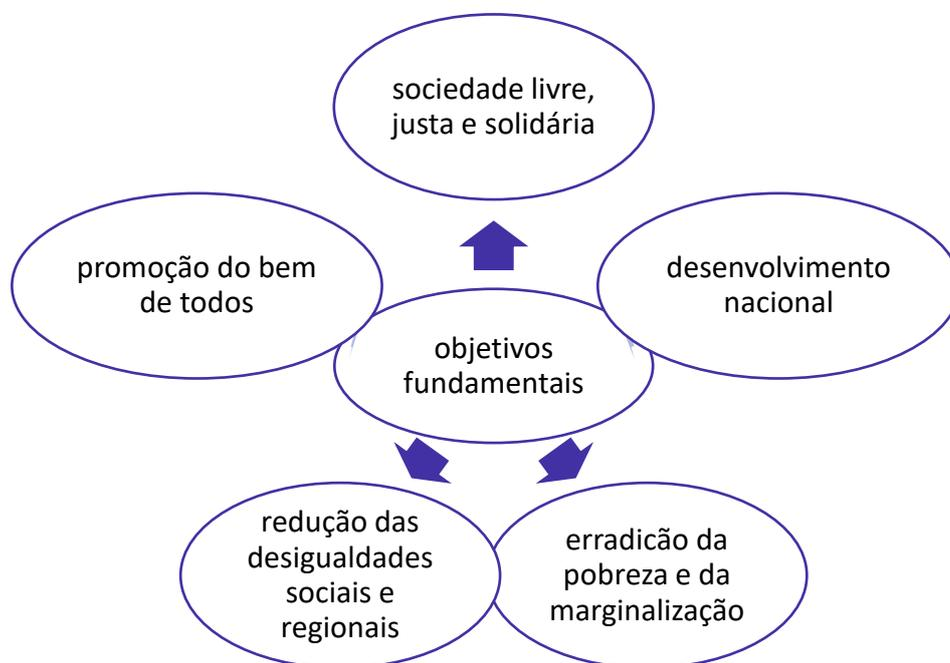 sociedade livre,
justa e solidária
promoção do bem
de todos
desenvolvimento
nacional
objetivos
fundamentais
redução das
desigualdades
sociais e
regionais
erradicão da
pobreza e da
marginalização